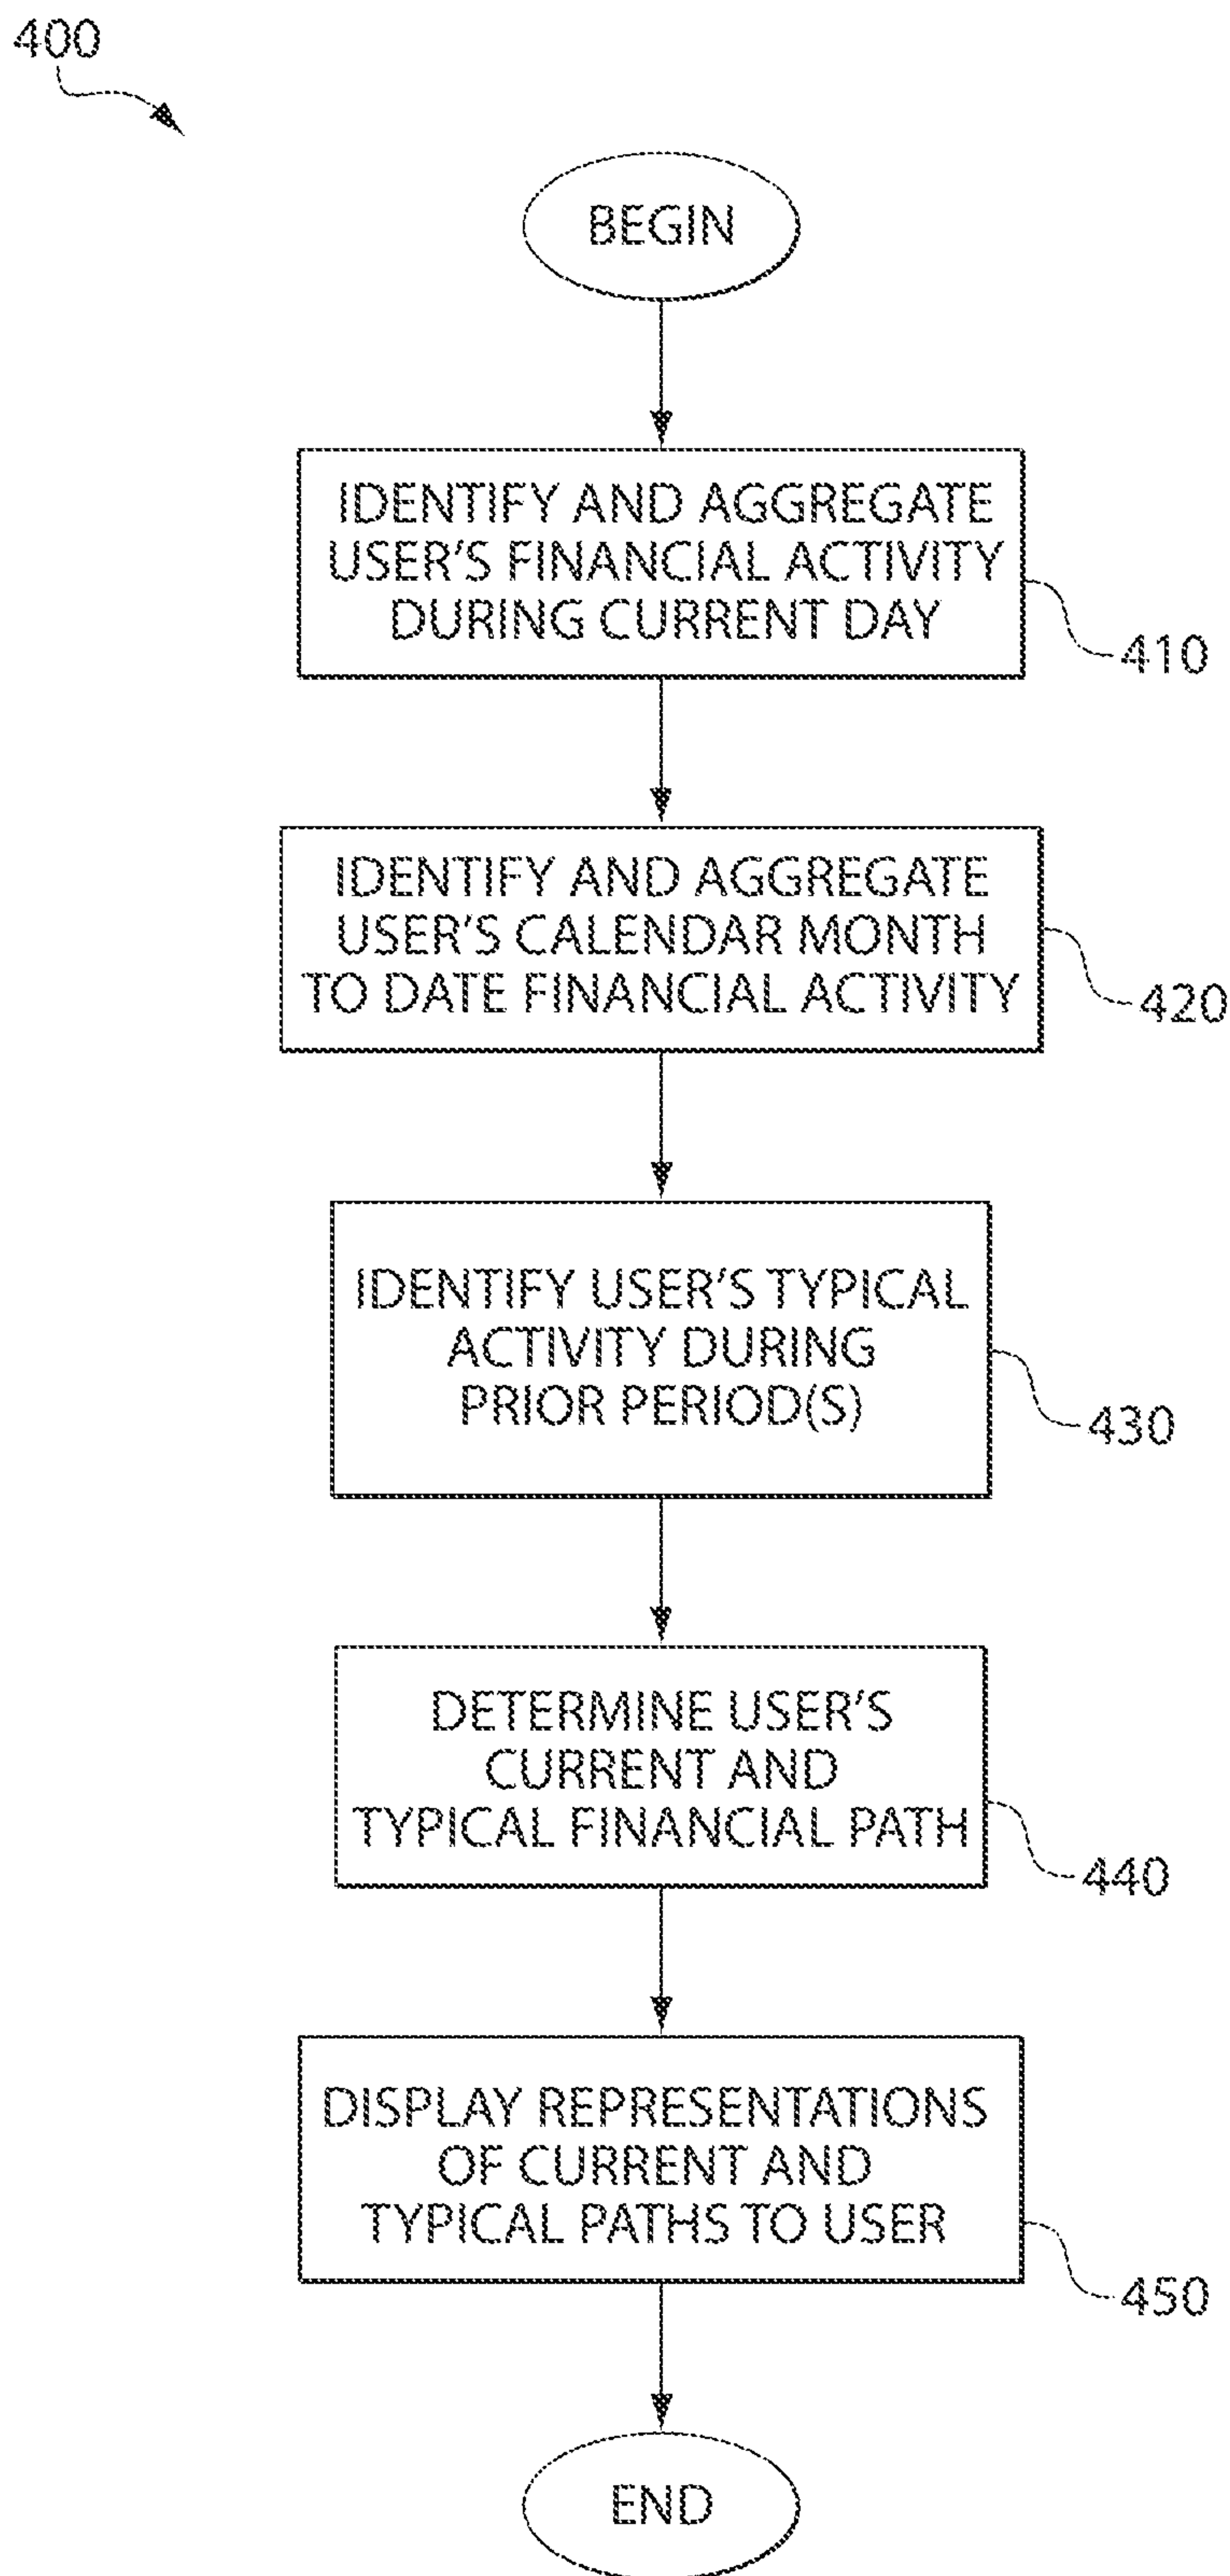 400
BEGIN
IDENTIFY AND AGGREGATE
USER'S FINANCIAL ACTIVITY
DURING CURRENT DAY
410
IDENTIFY AND AGGREGATE
USER'S CALENDAR MONTH
TO DATE FINANCIAL ACTIVITY
420
IDENTIFY USER'S TYPICAL
ACTIVITY DURING
PRIOR PERIOD(S)
430
DETERMINE USER'S
CURRENT AND
TYPICAL FINANCIAL PATH
440
DISPLAY REPRESENTATIONS
OF CURRENT AND
TYPICAL PATHS TO USER
450
END